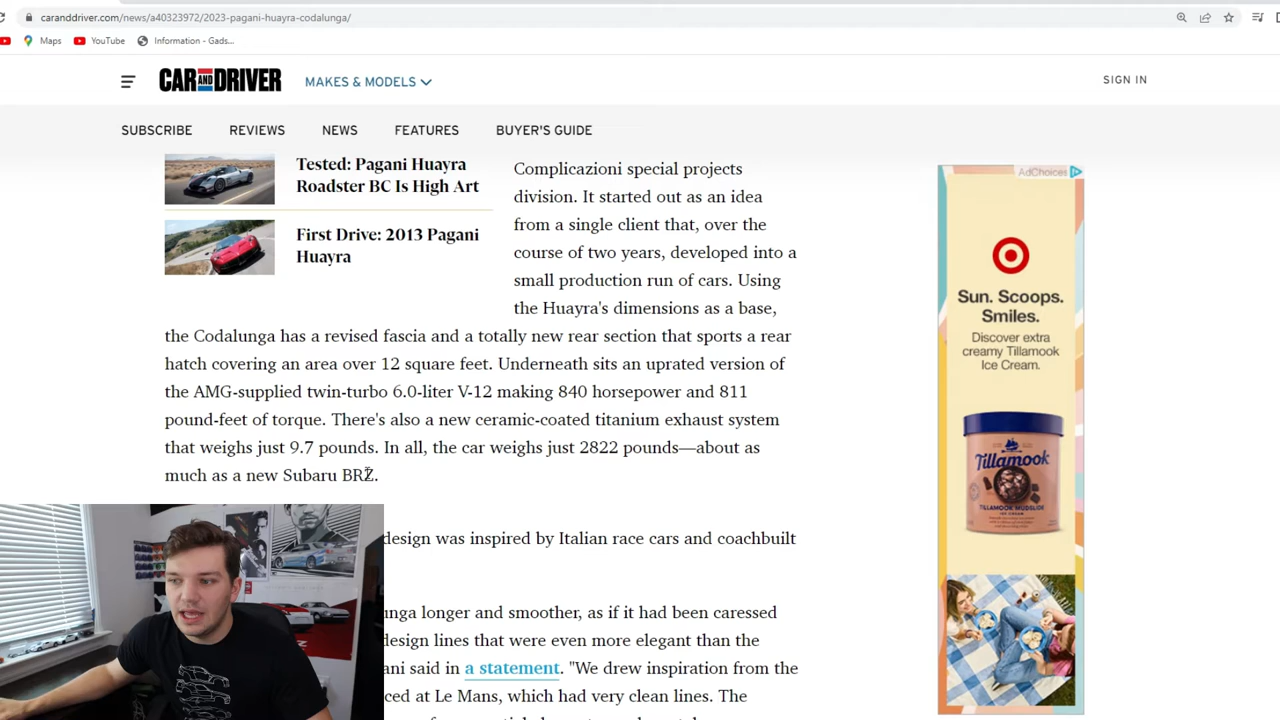 caranddriver.com/news/a40323972/2023-pagani-huayra-codalunga/
Maps YouTube Information - Gads...
CAR AND DRIVER MAKES & MODELS SIGN IN
SUBSCRIBE REVIEWS NEWS FEATURES BUYER'S GUIDE
Tested: Pagani Huayra
Roadster BC Is High Art
First Drive: 2013 Pagani
Huayra
Complicazioni special projects
division. It started out as an idea
from a single client that, over the
course of two years, developed into a
small production run of cars. Using
the Huayra's dimensions as a base,
the Codalunga has a revised fascia and a totally new rear section that sports a rear
hatch covering an area over 12 square feet. Underneath sits an uprated version of
the AMG-supplied twin-turbo 6.0-liter V-12 making 840 horsepower and 811
pound-feet of torque. There's also a new ceramic-coated titanium exhaust system
that weighs just 9.7 pounds. In all, the car weighs just 2822 pounds—about as
much as a new Subaru BRZ.
design was inspired by Italian race cars and coachbuilt
unga longer and smoother, as if it had been caressed
design lines that were even more elegant than the
ani said in a statement. "We drew inspiration from the
ced at Le Mans, which had very clean lines. The
AdChoices
Sun. Scoops.
Smiles.
Discover extra
creamy Tillamook
Ice Cream.
Tillamook
TILLAMOOK MUDSLIDE
ICE CREAM